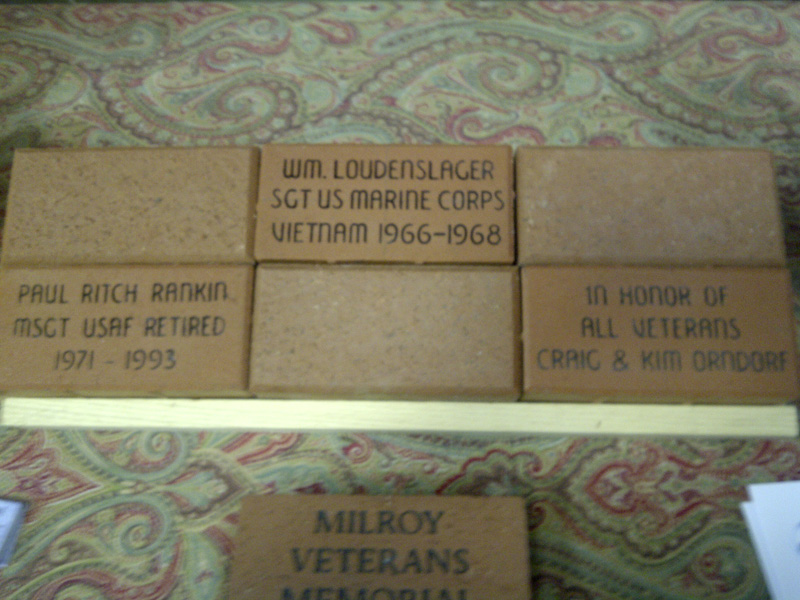 WM. LOUDENSLAGER
SGT US MARINE CORPS
VIETNAM 1966-1968
PAUL RITCH RANKIN
MSGT USAF RETIRED
1971 - 1993
IN HONOR OF
ALL VETERANS
CRAIG & KIM ORNDORF
MILROY
VETERANS
MEMORIAL